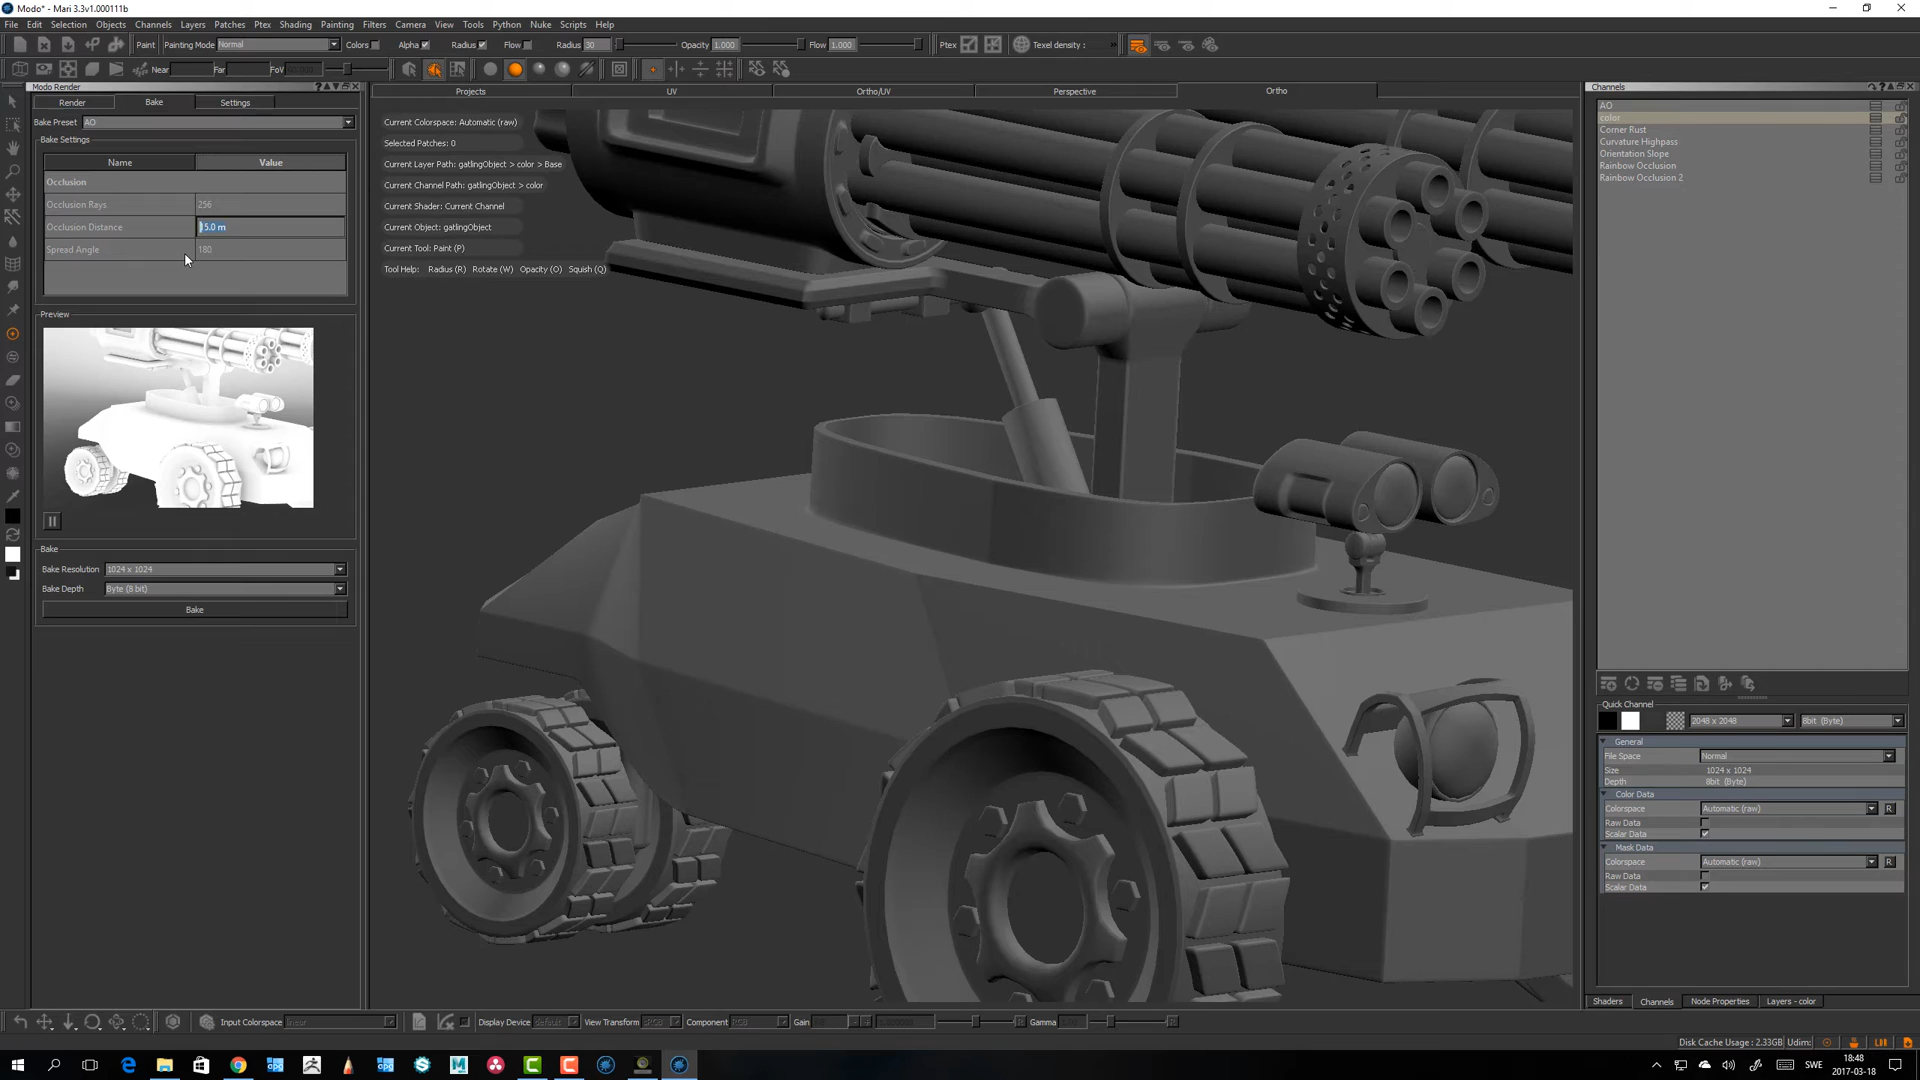 Modo* - Mari 3.3v1.000111b
File Edit Selection Objects Channels Layers Patches Ptex Shading Painting Filters Camera View Tools Python Nuke Scripts Help
Paint Painting Mode Normal Colors Alpha Radius Flow Radius 30 Opacity 1.000 Flow 1.000 Ptex Texel density :
Near Far FoV
Modo Render
Render Bake Settings
Bake Preset AO
Bake Settings
Name Value
Occlusion
Occlusion Rays 256
Occlusion Distance 5.0 m
Spread Angle 180
Preview
Bake
Bake Resolution 1024 x 1024
Bake Depth Byte (8 bit)
Bake
Projects UV Ortho/UV Perspective Ortho
Current Colorspace: Automatic (raw)
Selected Patches: 0
Current Layer Path: gatlingObject > color > Base
Current Channel Path: gatlingObject > color
Current Shader: Current Channel
Current Object: gatlingObject
Current Tool: Paint (P)
Tool Help: Radius (R) Rotate (W) Opacity (O) Squish (Q)
Channels
AO
color
Corner Rust
Curvature Highpass
Orientation Slope
Rainbow Occlusion
Rainbow Occlusion 2
Quick Channel
2048 x 2048 8bit (Byte)
General
File Space Normal
Size 1024 x 1024
Depth 8bit (Byte)
Color Data
Colorspace Automatic (raw) R
Raw Data
Scalar Data
Mask Data
Colorspace Automatic (raw) R
Raw Data
Scalar Data
Shaders Channels Node Properties Layers - color
Input Colorspace linear Display Device default View Transform sRGB Component RGB Gain Gamma
Disk Cache Usage : 2.33GB Udim:
SWE
18:48
2017-03-18